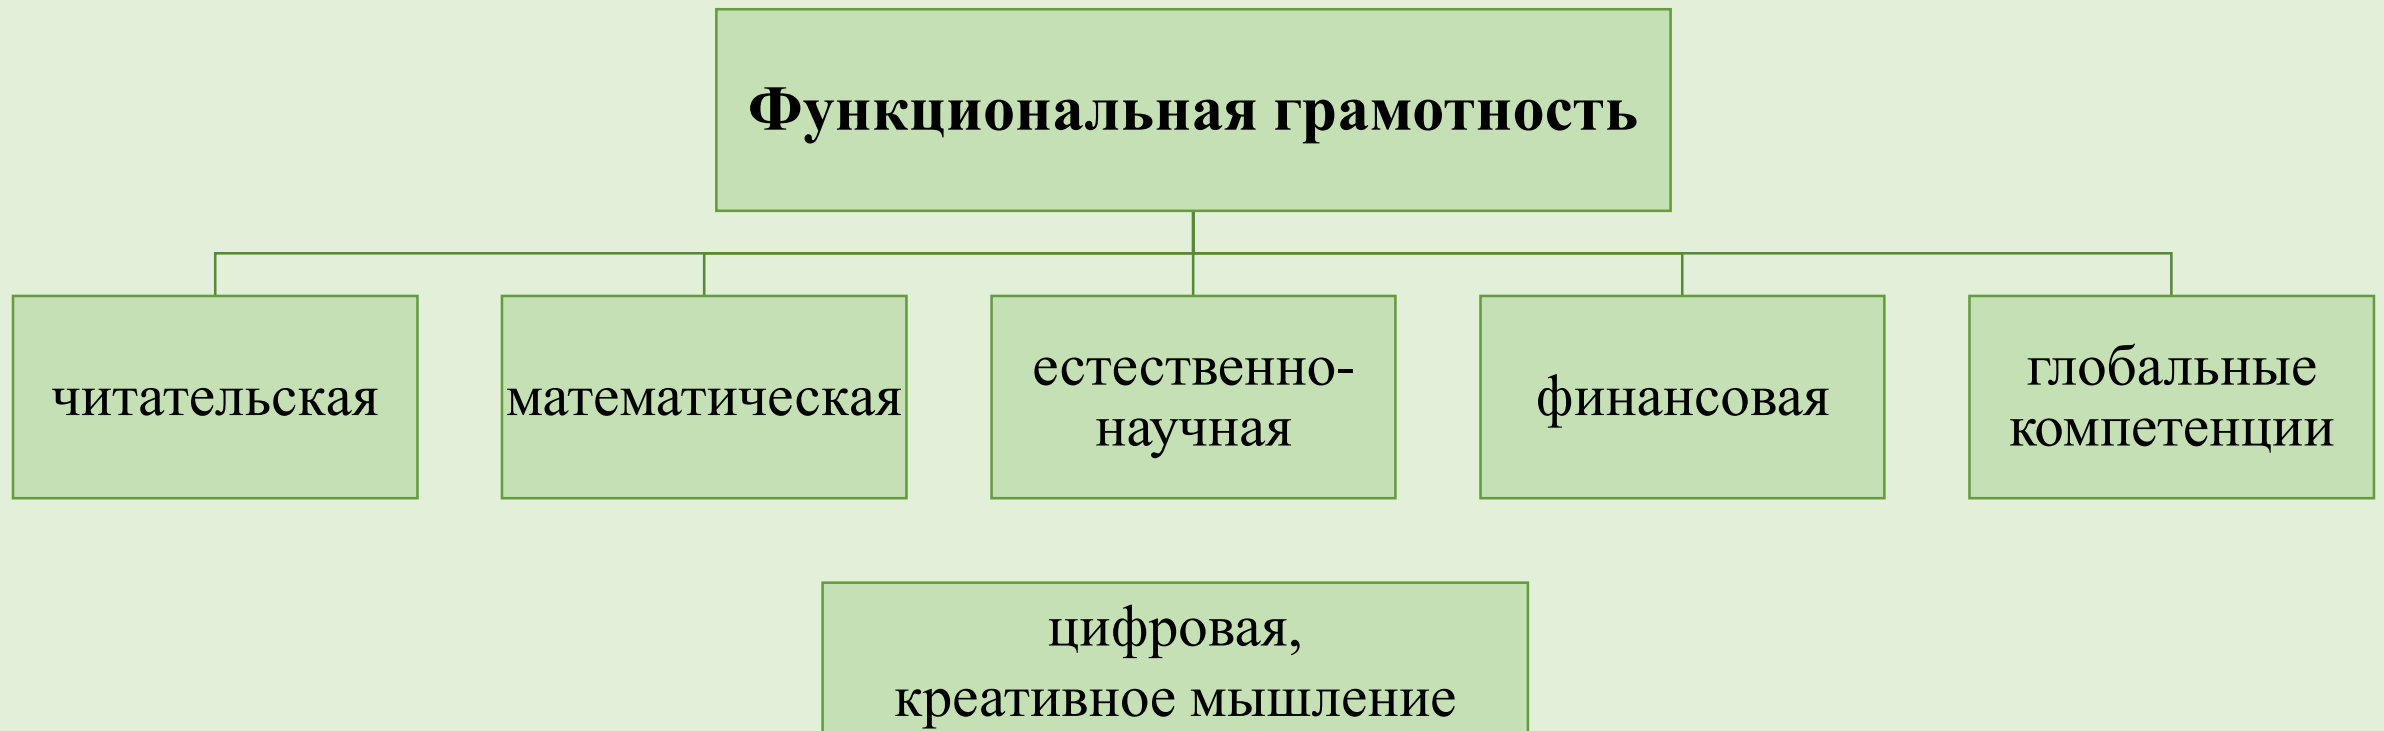 Функциональная грамотность
читательская
математическая
естественно-
научная
финансовая
глобальные
компетенции
цифровая,
креативное мышление